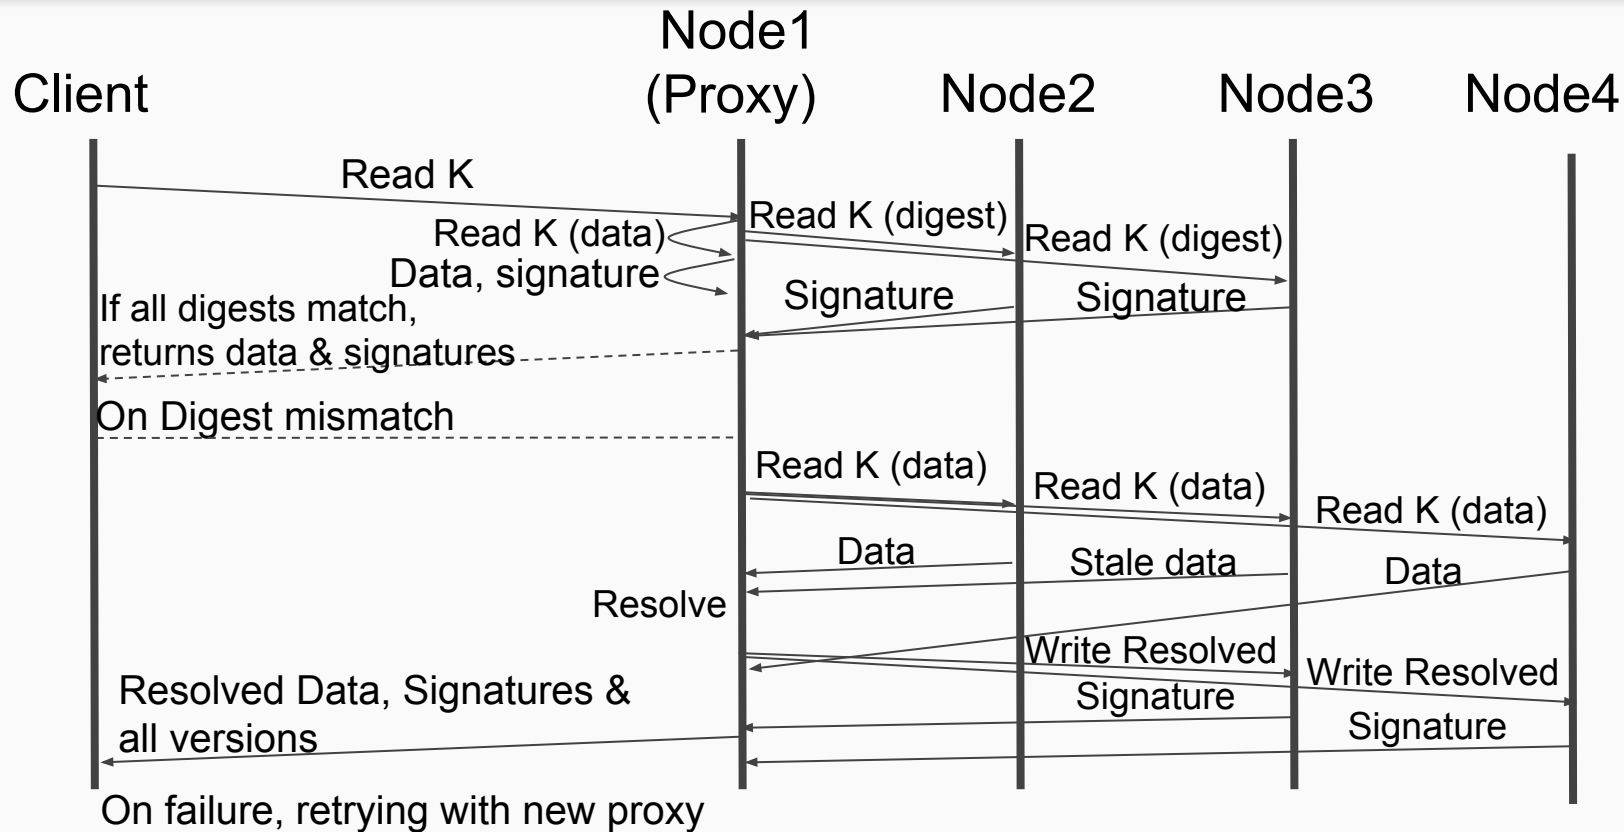 Node1
Client
(Proxy)
Node2
Node3
Node4
Read K
Read K (digest)
Read K (data)
Read K (digest)
Data, signature
Signature
Signature
If all digests match,
returns data & signatures
On Digest mismatch
Read K (data)
Read K (data)
Read K (data)
Data
Stale data
Data
Resolve
Write Resolved
Write Resolved
Resolved Data, Signatures &
all versions
Signature
Signature
On failure, retrying with new proxy